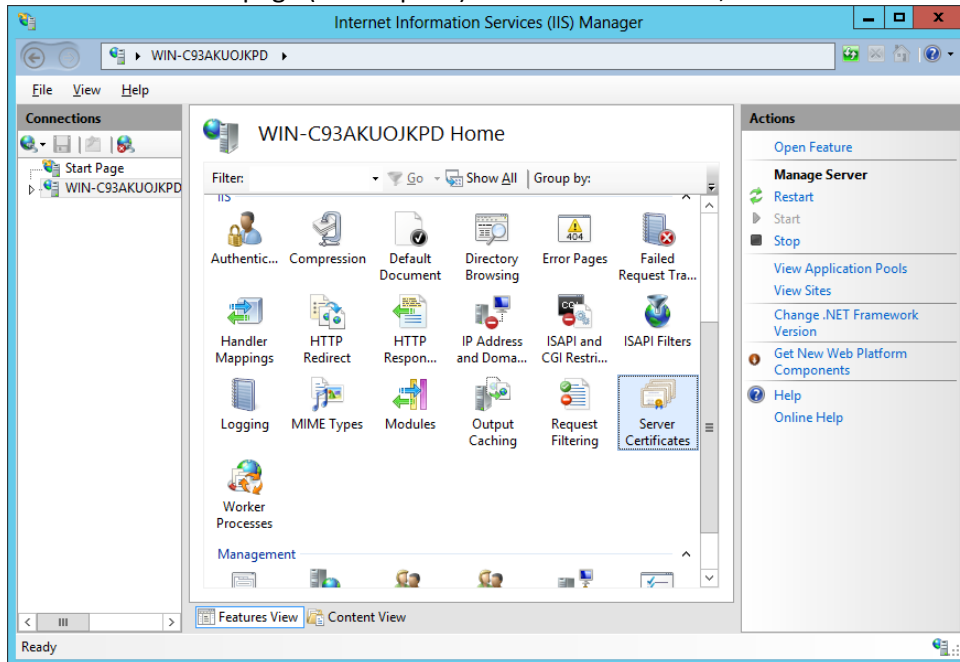 Internet Information Services (IIS) Manager
WIN-C93AKUOJKPD
File View Help
Connections
Start Page
WIN-C93AKUOJKPD
WIN-C93AKUOJKPD Home
Filter: Go Show All Group by:
IIS
Authentic... Compression Default Document Directory Browsing Error Pages Failed Request Tra...
Handler Mappings HTTP Redirect HTTP Respon... IP Address and Doma... ISAPI and CGI Restri... ISAPI Filters
Logging MIME Types Modules Output Caching Request Filtering Server Certificates
Worker Processes
Management
Features View Content View
Ready
Actions
Open Feature
Manage Server
Restart
Start
Stop
View Application Pools
View Sites
Change .NET Framework
Version
Get New Web Platform
Components
Help
Online Help